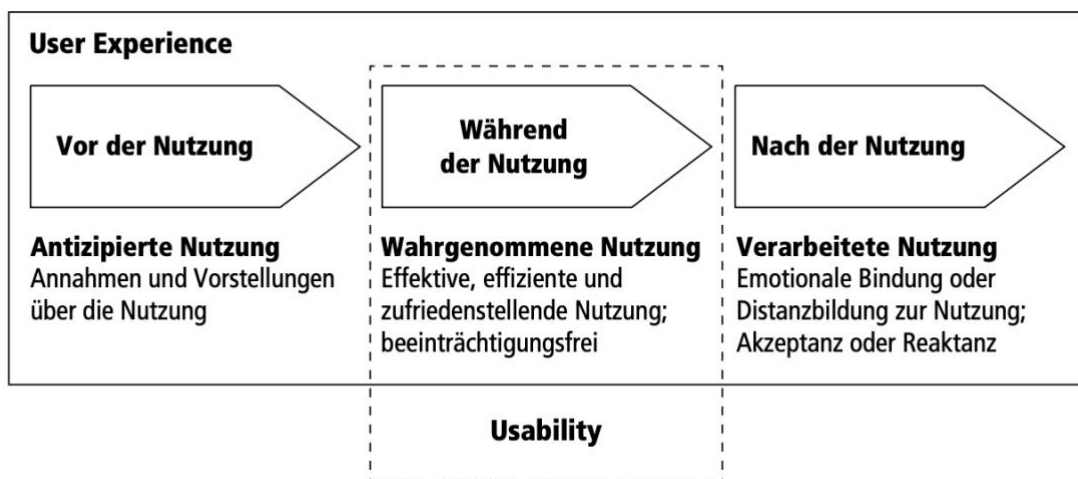 User Experience
Vor der Nutzung
Während
der Nutzung
Nach der Nutzung
Antizipierte Nutzung
Annahmen und Vorstellungen
über die Nutzung
Wahrgenommene Nutzung
Effektive, effiziente und
zufriedenstellende Nutzung;
beeinträchtigungsfrei
Verarbeitete Nutzung
Emotionale Bindung oder
Distanzbildung zur Nutzung;
Akzeptanz oder Reaktanz
Usability